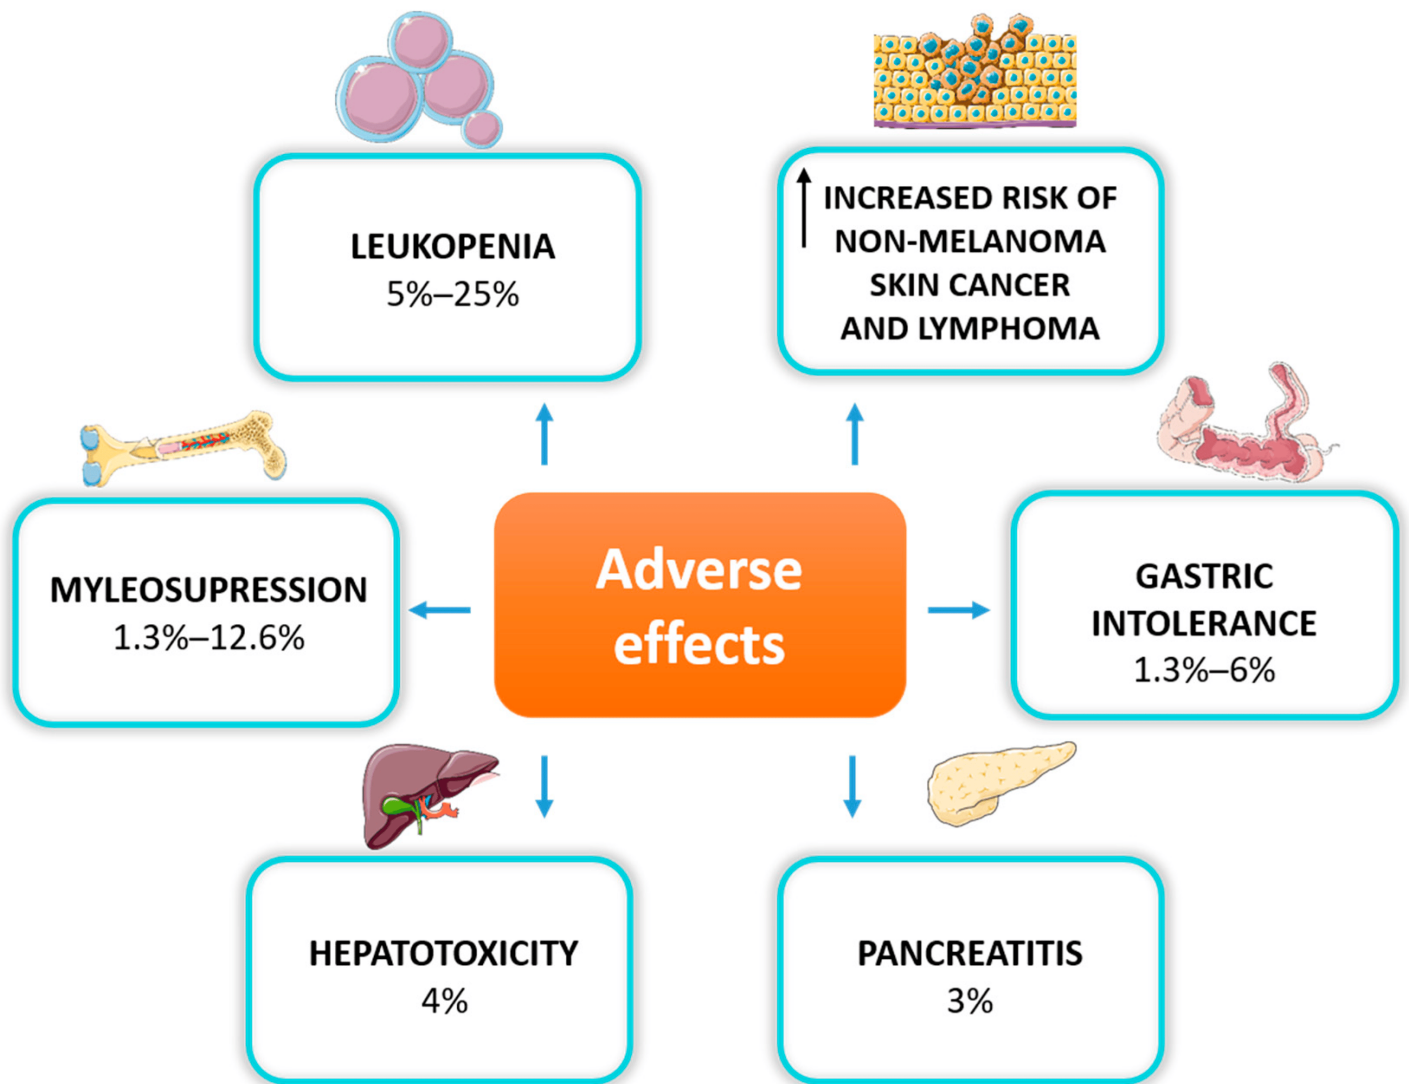 LEUKOPENIA
5%–25%
INCREASED RISK OF
NON-MELANOMA
SKIN CANCER
AND LYMPHOMA
MYLEOSUPRESSION
1.3%–12.6%
Adverse
effects
GASTRIC
INTOLERANCE
1.3%–6%
HEPATOTOXICITY
4%
PANCREATITIS
3%